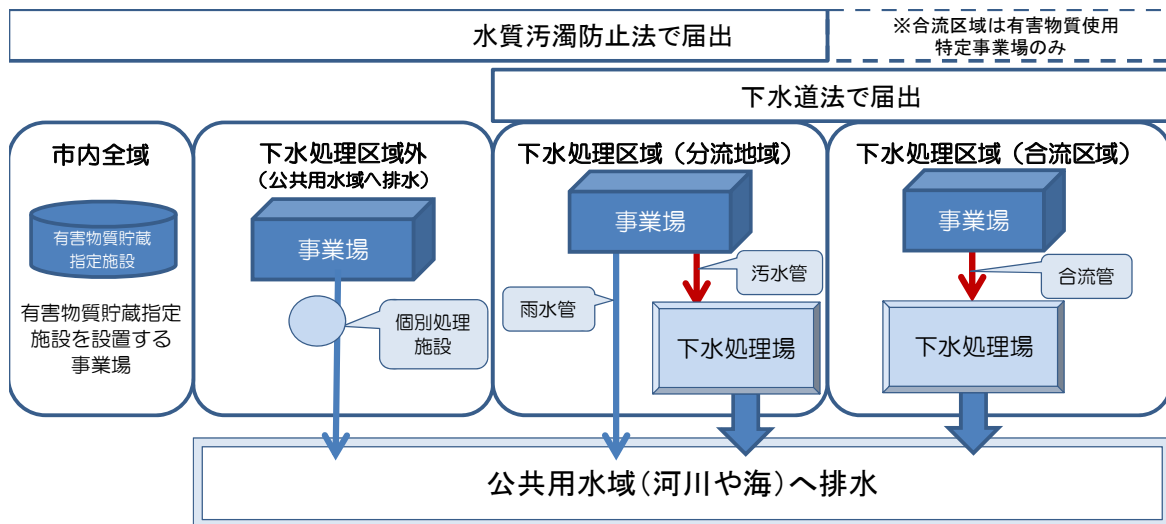 水質汚濁防止法で届出
※合流区域は有害物質使用
特定事業場のみ
下水道法で届出
市内全域
有害物質貯蔵
指定施設
有害物質貯蔵指定
施設を設置する
事業場
下水処理区域外
（公共用水域へ排水）
事業場
個別処理
施設
下水処理区域（分流地域）
事業場
汚水管
雨水管
下水処理場
下水処理区域（合流区域）
事業場
合流管
下水処理場
公共用水域（河川や海）へ排水